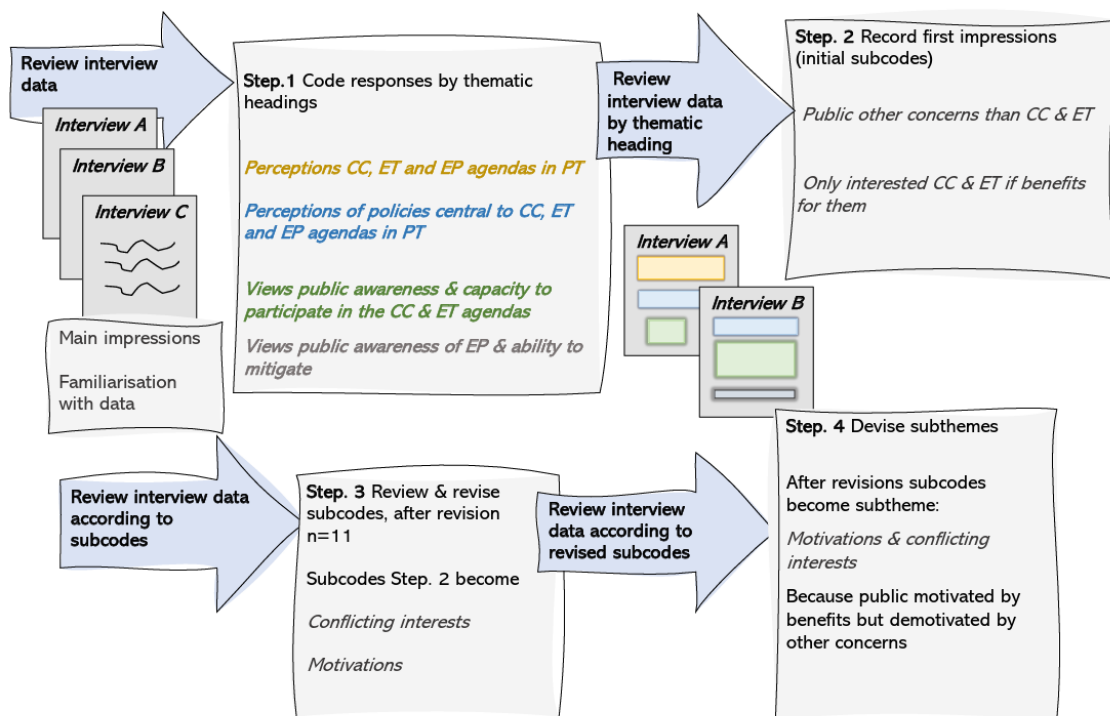 Review interview
data
Interview A
Interview B
Interview C
Main impressions
Familiarisation
with data
Step.1 Code responses by thematic
headings
Perceptions CC, ET and EP agendas in PT
Perceptions of policies central to CC, ET
and EP agendas in PT
Views public awareness & capacity to
participate in the CC & ET agendas
Views public awareness of EP & ability to
mitigate
Review
interview data
by thematic
heading
Interview A
Interview B
Step. 2 Record first impressions
(initial subcodes)
Public other concerns than CC & ET
Only interested CC & ET if benefits
for them
Review interview data
according to
subcodes
Step. 3 Review & revise
subcodes, after revision
n=11
Subcodes Step. 2 become
Conflicting interests
Motivations
Review interview
data according to
revised subcodes
Step. 4 Devise subthemes
After revisions subcodes
become subtheme:
Motivations & conflicting
interests
Because public motivated by
benefits but demotivated by
other concerns